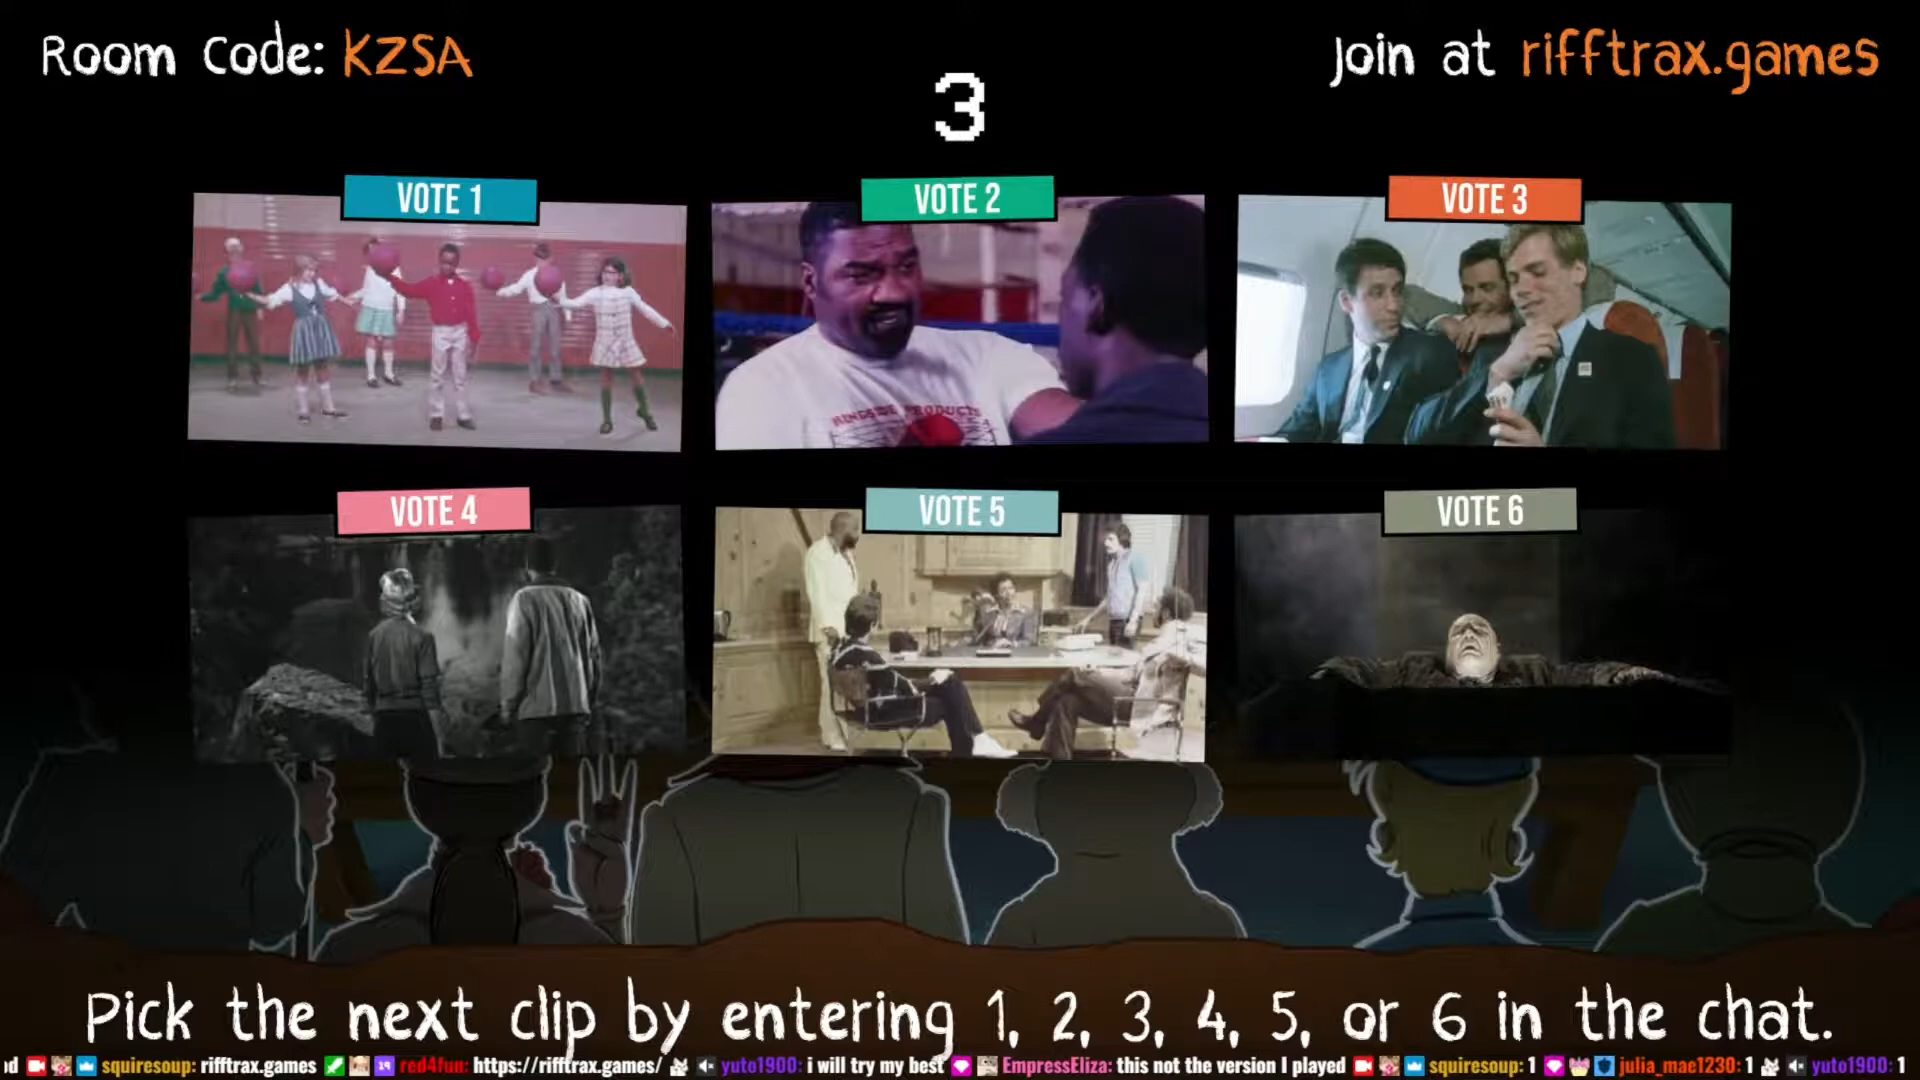 Room Code: KZSA
Join at rifftrax.games
3
VOTE 1
VOTE 2
VOTE 3
RINGSIDE PRODUCTS
VOTE 4
VOTE 5
VOTE 6
Pick the next clip by entering 1, 2, 3, 4, 5, or 6 in the chat.
squiresoup: rifftrax.games red4fun: https://rifftrax.games/ yuto1900: i will try my best EmpressEliza: this not the version I played squiresoup: 1 julia_mae1230: 1 yuto1900: 1